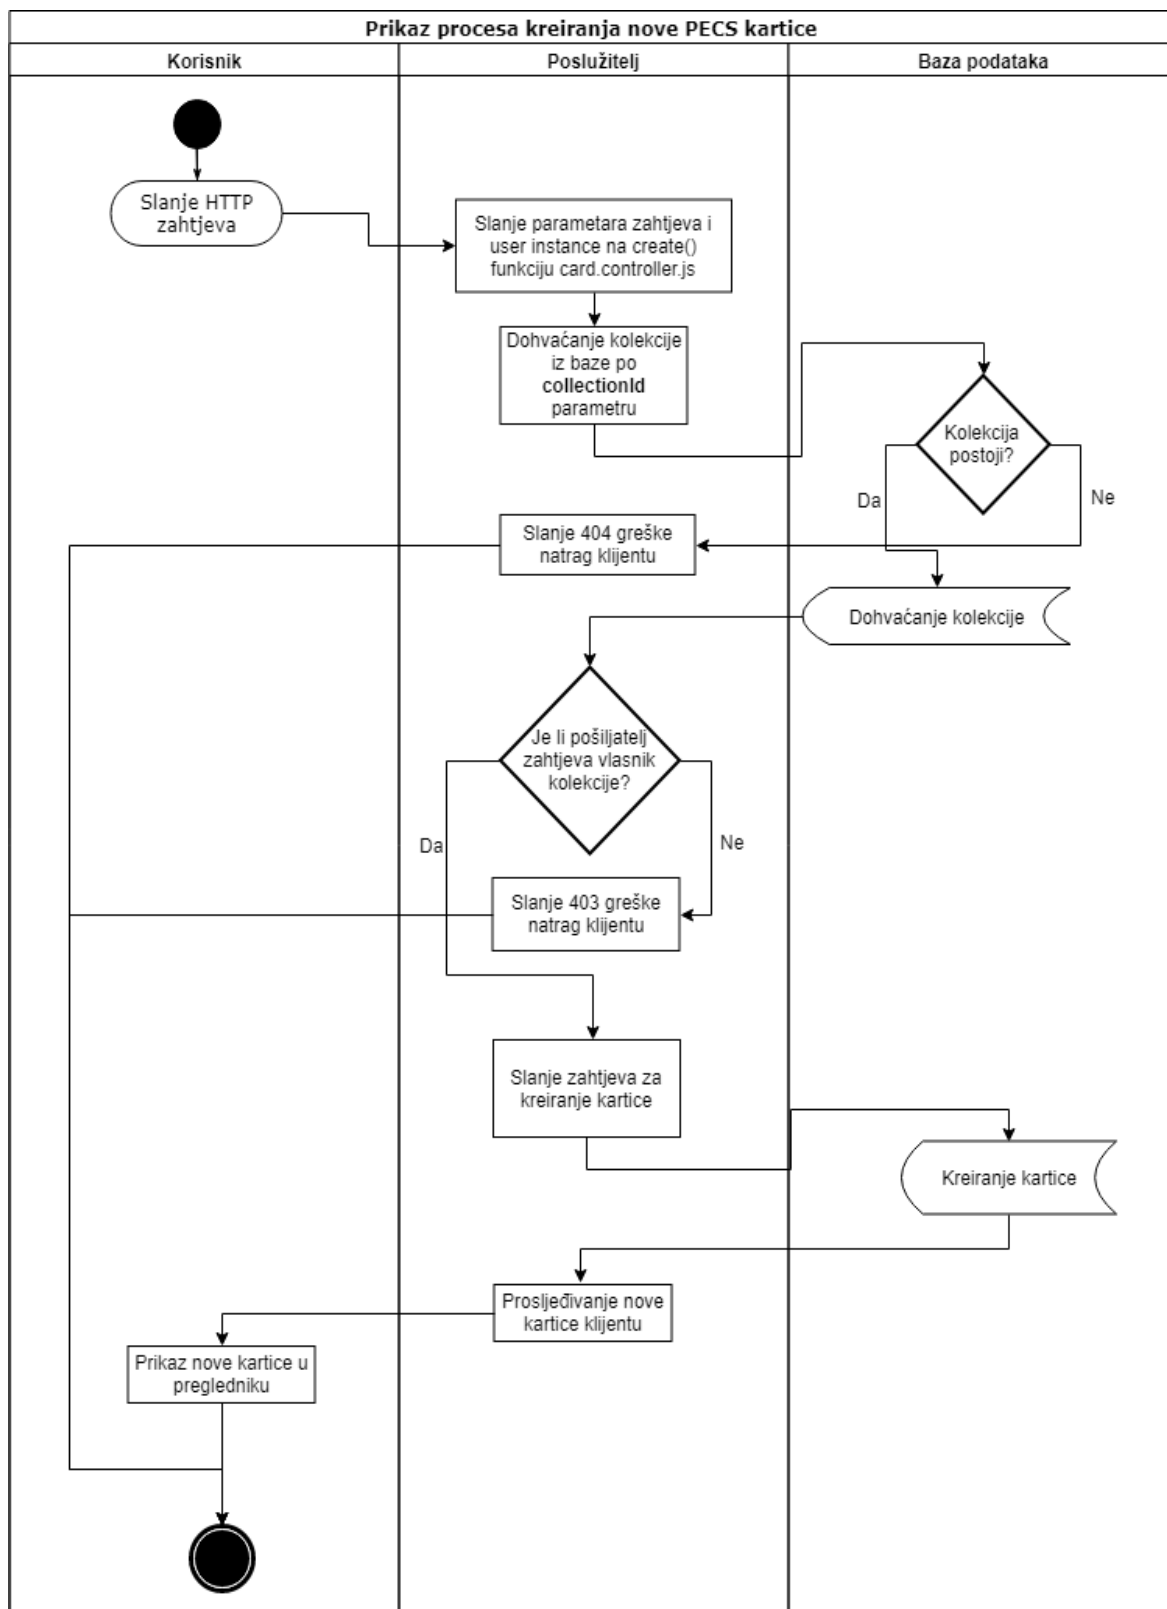 Prikaz procesa kreiranja nove PECS kartice
Korisnik
Poslužitelj
Baza podataka
Slanje HTTP
zahtjeva
Slanje parametara zahtjeva i
user instance na create()
funkciju card.controller.js
Dohvaćanje kolekcije
iz baze po
collectionId
parametru
Kolekcija
postoji?
Da
Ne
Slanje 404 greške
natrag klijentu
Dohvaćanje kolekcije
Je li pošiljatelj
zahtjeva vlasnik
kolekcije?
Da
Ne
Slanje 403 greške
natrag klijentu
Slanje zahtjeva za
kreiranje kartice
Kreiranje kartice
Prosljeđivanje nove
kartice klijentu
Prikaz nove kartice u
pregledniku